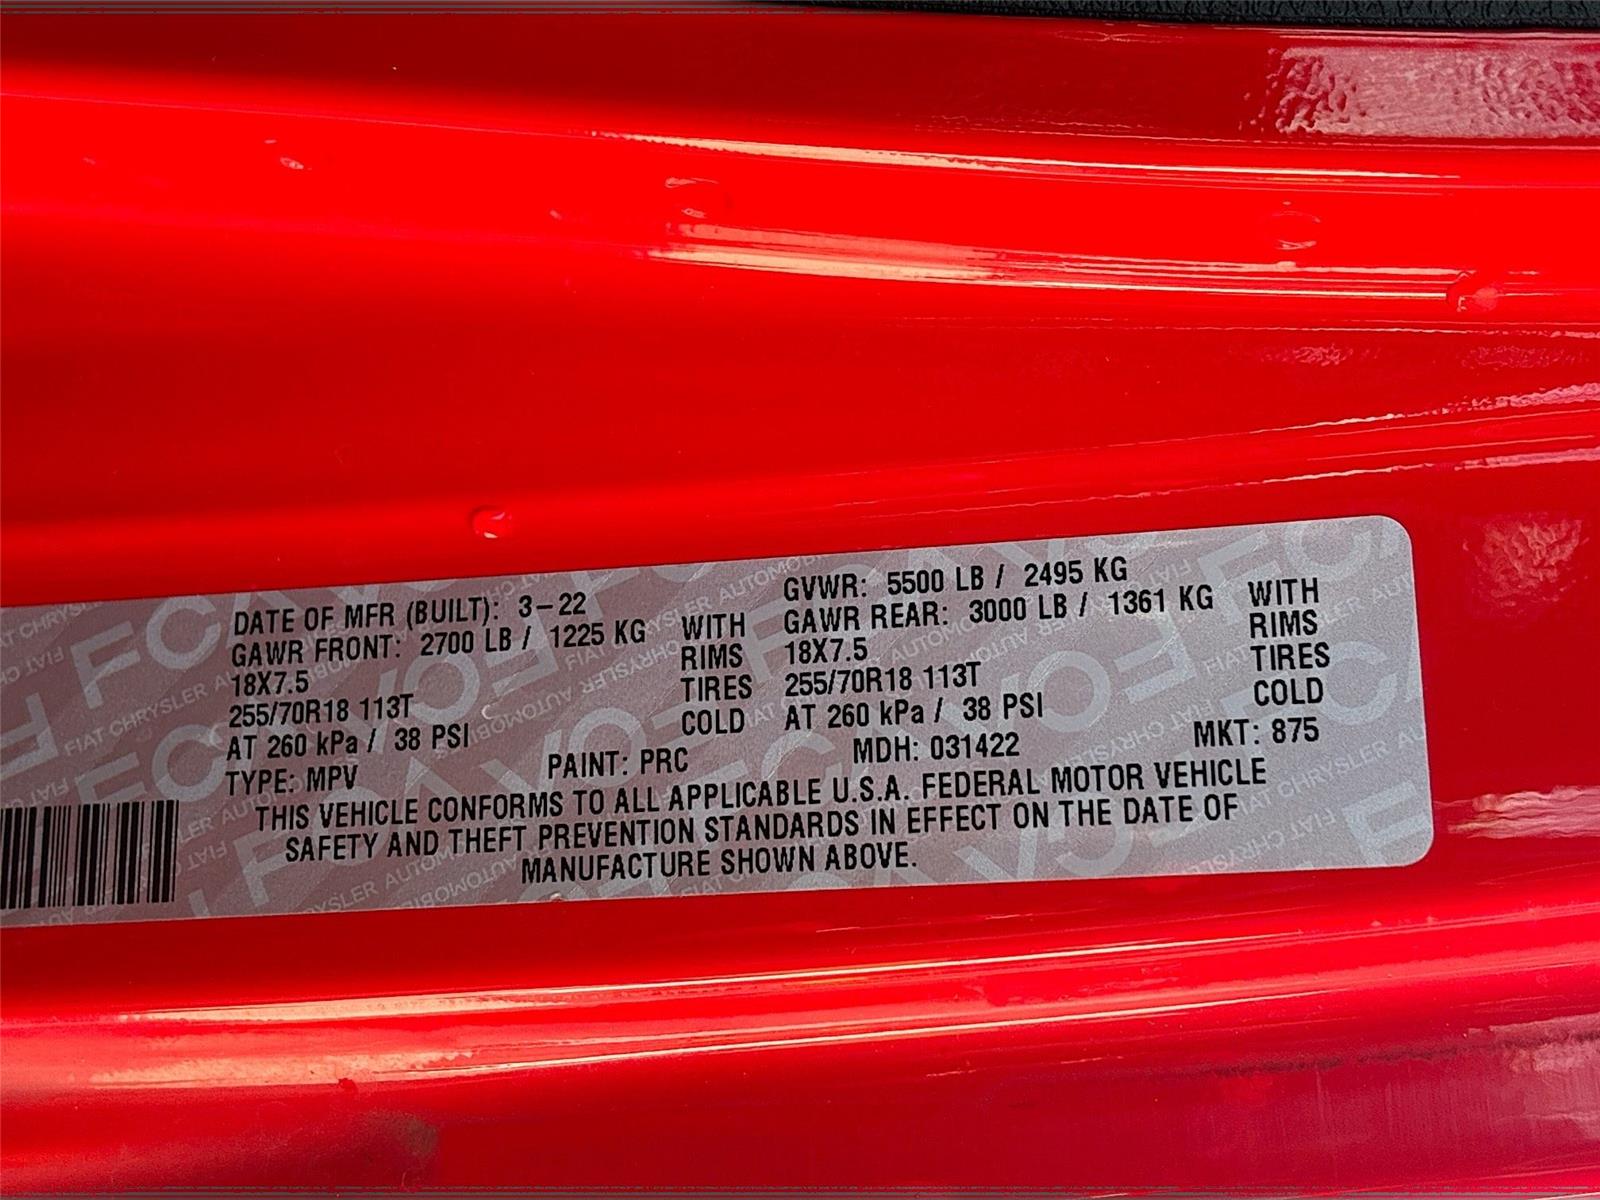 DATE OF MFR (BUILT): 3-22 GVWR: 5500 LB / 2495 KG
GAWR FRONT: 2700 LB / 1225 KG WITH GAWR REAR: 3000 LB / 1361 KG WITH
18X7.5 RIMS 18X7.5 RIMS
255/70R18 113T TIRES 255/70R18 113T TIRES
AT 260 kPa / 38 PSI COLD AT 260 kPa / 38 PSI COLD
TYPE: MPV PAINT: PRC MDH: 031422 MKT: 875
THIS VEHICLE CONFORMS TO ALL APPLICABLE U.S.A. FEDERAL MOTOR VEHICLE
SAFETY AND THEFT PREVENTION STANDARDS IN EFFECT ON THE DATE OF
MANUFACTURE SHOWN ABOVE.